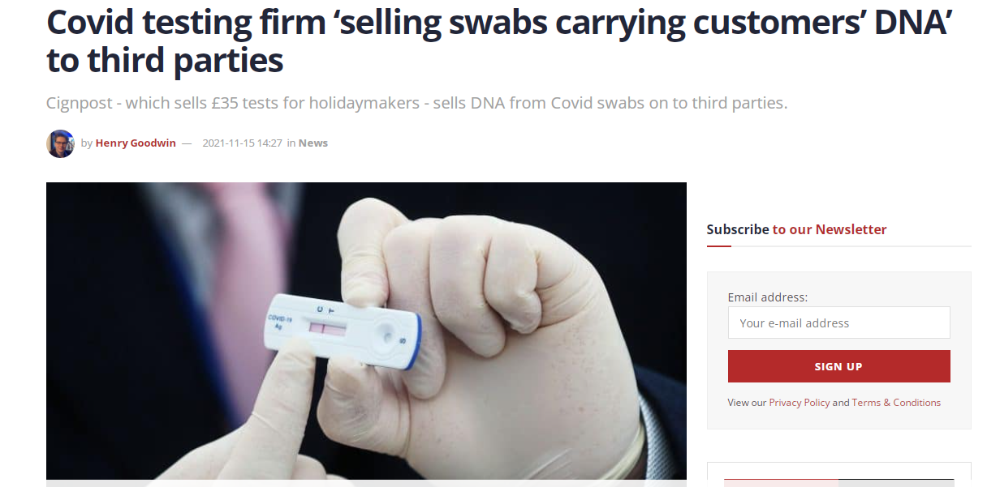 Covid testing firm ‘selling swabs carrying customers’ DNA’
to third parties
Cignpost - which sells £35 tests for holidaymakers - sells DNA from Covid swabs on to third parties.
by Henry Goodwin — 2021-11-15 14:27 in News
COVID-19
Ag
C T
S
Subscribe to our Newsletter
Email address:
Your e-mail address
SIGN UP
View our Privacy Policy and Terms & Conditions